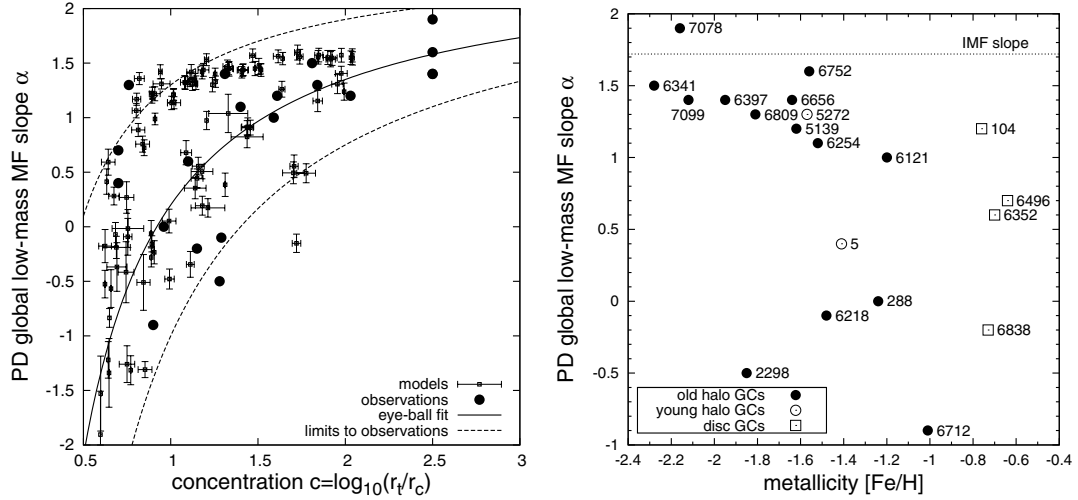 PD global low-mass MF slope α
2
1.5
1
0.5
0
-0.5
-1
-1.5
-2
models
observations
eye-ball fit
limits to observations
0.5 1 1.5 2 2.5 3
concentration c=log10(rt/rc)
PD global low-mass MF slope α
2
1.5
1
0.5
0
-0.5
-1
7078
IMF slope
6341
7099
6397
6752
6656
6809
5272
5139
6254
104
6121
6496
6352
5
288
6218
6838
2298
6712
old halo GCs
young halo GCs
disc GCs
-2.4 -2.2 -2 -1.8 -1.6 -1.4 -1.2 -1 -0.8 -0.6 -0.4
metallicity [Fe/H]